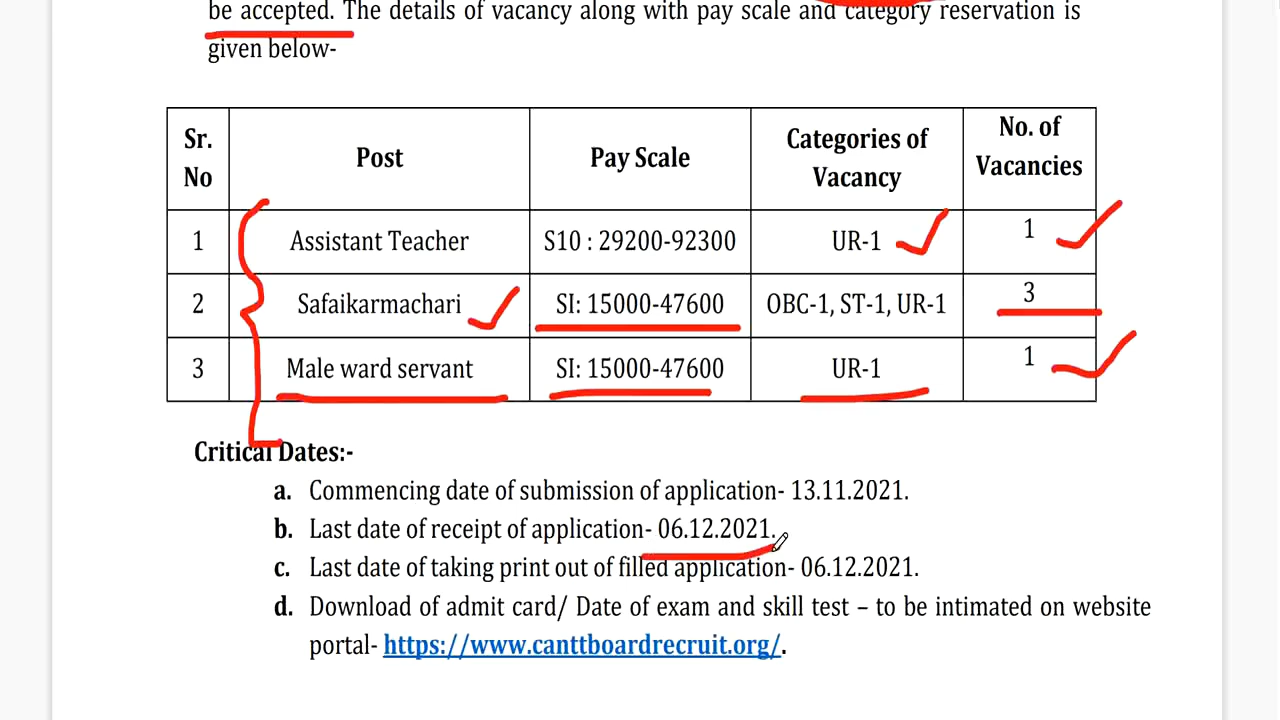 be accepted. The details of vacancy along with pay scale and category reservation is
given below-
Sr. No Post Pay Scale Categories of Vacancy No. of Vacancies
1 Assistant Teacher S10 : 29200-92300 UR-1 1
2 Safaikarmachari SI: 15000-47600 OBC-1, ST-1, UR-1 3
3 Male ward servant SI: 15000-47600 UR-1 1
Critical Dates:-
a. Commencing date of submission of application- 13.11.2021.
b. Last date of receipt of application- 06.12.2021.
c. Last date of taking print out of filled application- 06.12.2021.
d. Download of admit card/ Date of exam and skill test – to be intimated on website
portal- https://www.canttboardrecruit.org/.